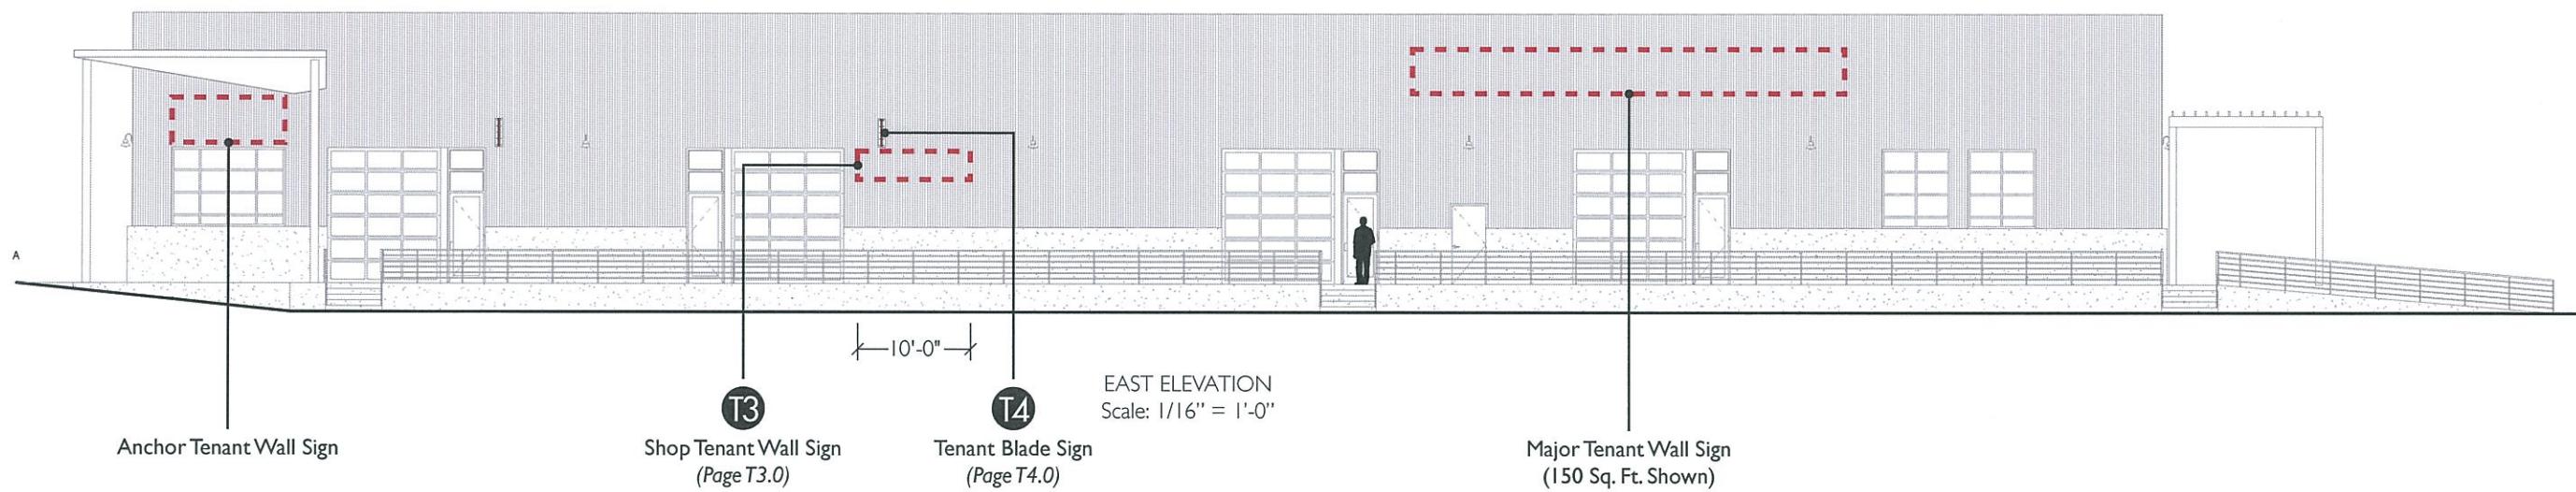 A
10'-0"
EAST ELEVATION
Scale: 1/16" = 1'-0"
T3
T4
Anchor Tenant Wall Sign
Shop Tenant Wall Sign
(Page T3.0)
Tenant Blade Sign
(Page T4.0)
Major Tenant Wall Sign
(150 Sq. Ft. Shown)